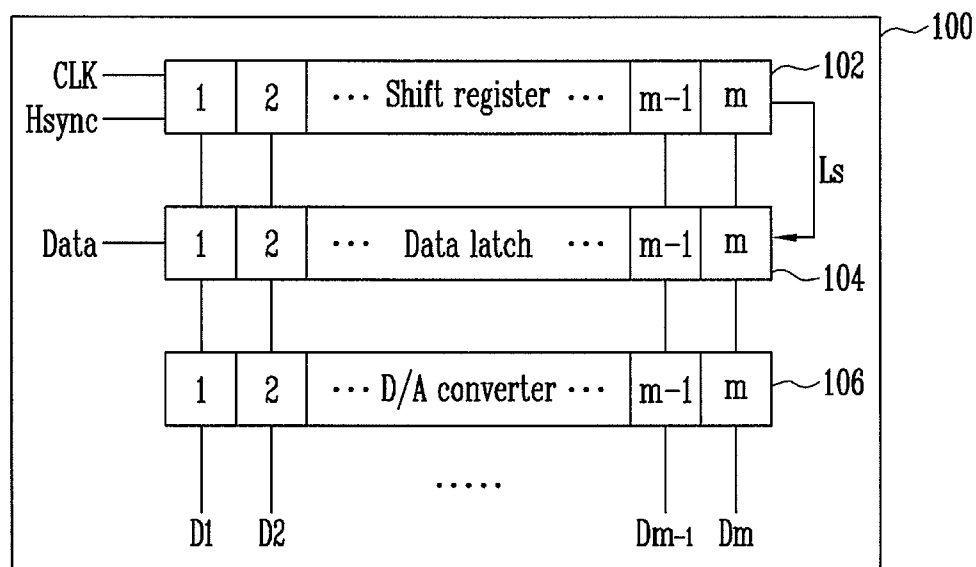 100
CLK
Hsync
1 2 ··· Shift register ··· m-1 m
102
Ls
Data
1 2 ··· Data latch ··· m-1 m
104
1 2 ··· D/A converter ··· m-1 m
106
·····
D1 D2 Dm-1 Dm